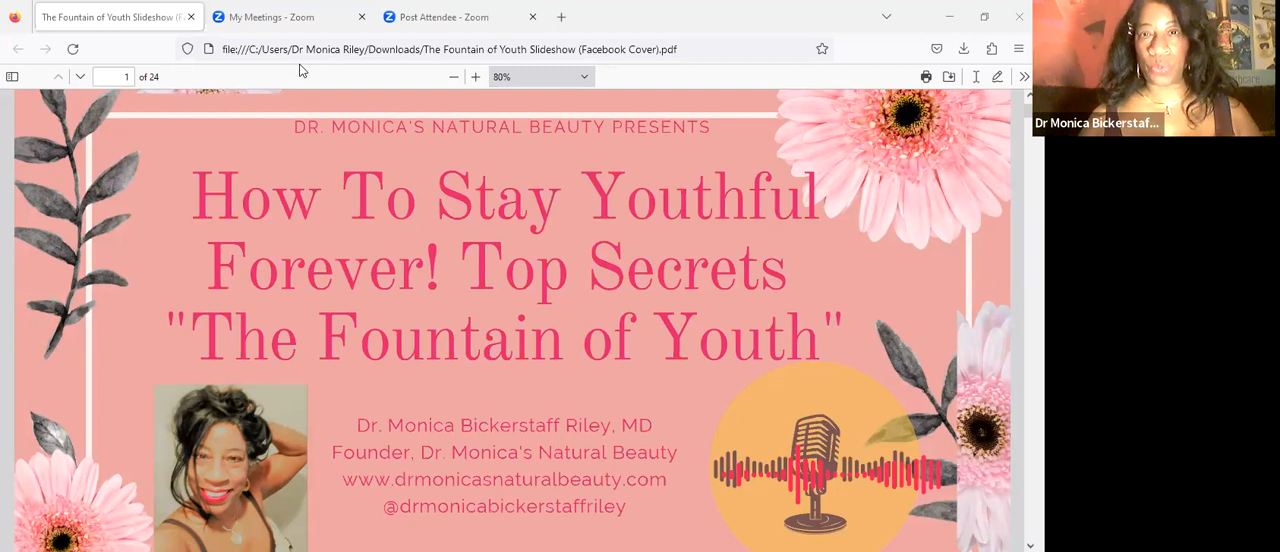 The Fountain of Youth Slideshow (F
My Meetings - Zoom
Post Attendee - Zoom
file:///C:/Users/Dr Monica Riley/Downloads/The Fountain of Youth Slideshow (Facebook Cover).pdf
1 of 24
80%
Dr Monica Bickerstaf...
DR. MONICA'S NATURAL BEAUTY PRESENTS
How To Stay Youthful
Forever! Top Secrets
"The Fountain of Youth"
Dr. Monica Bickerstaff Riley, MD
Founder, Dr. Monica's Natural Beauty
www.drmonicasnaturalbeauty.com
@drmonicabickerstaffriley